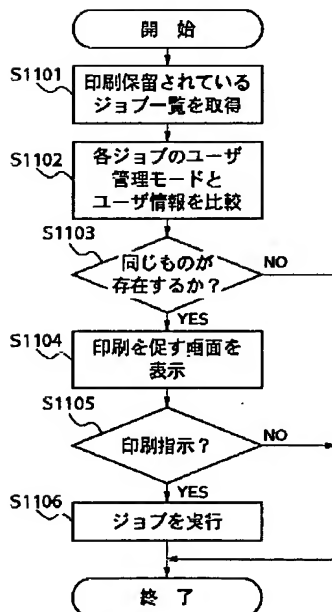 開 始
S1101
印刷保留されている
ジョブ一覧を取得
S1102
各ジョブのユーザ
管理モードと
ユーザ情報を比較
S1103
同じものが
存在するか？
NO
YES
S1104
印刷を促す画面を
表示
S1105
印刷指示？
NO
YES
S1106
ジョブを実行
終 了